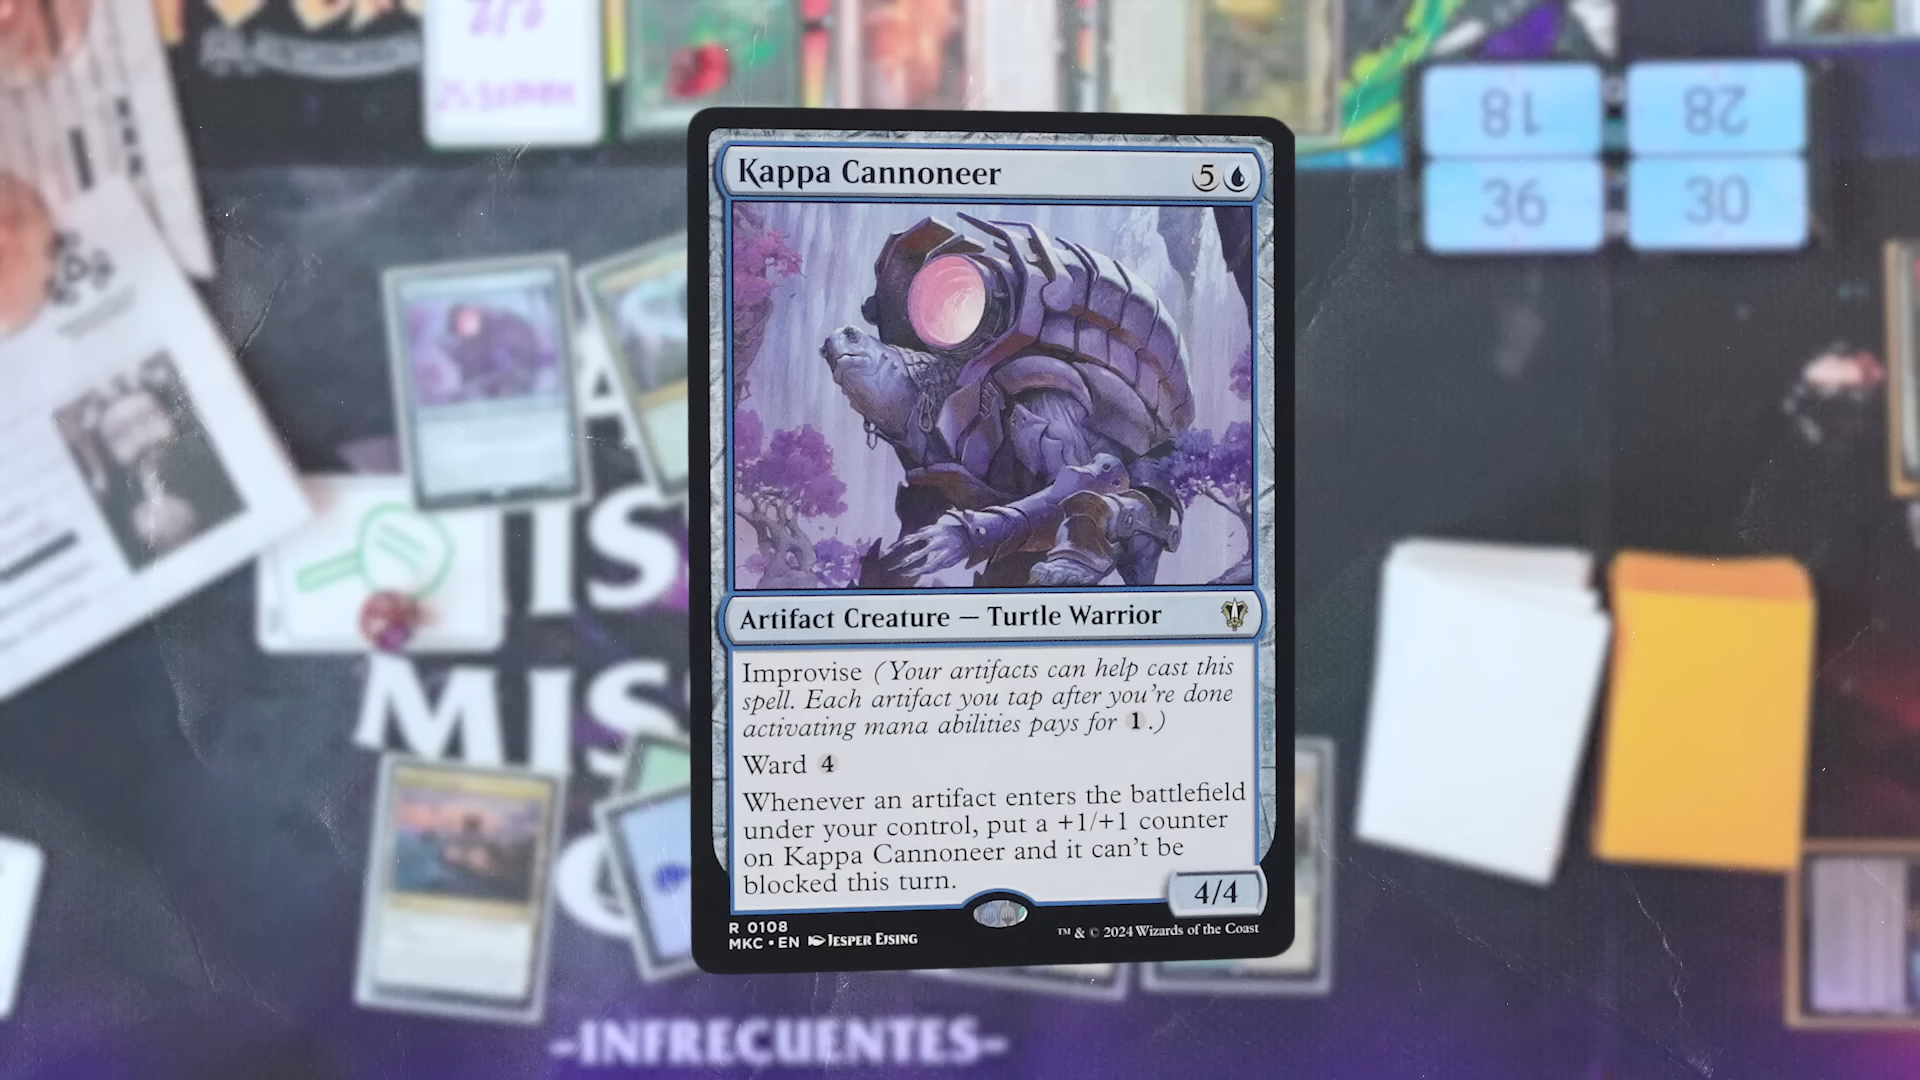 2/2
18
28
36
30
Kappa Cannoneer 5
Artifact Creature — Turtle Warrior
Improvise (Your artifacts can help cast this
spell. Each artifact you tap after you're done
activating mana abilities pays for 1.)
Ward 4
Whenever an artifact enters the battlefield
under your control, put a +1/+1 counter
on Kappa Cannoneer and it can't be
blocked this turn.
4/4
R 0108
MKC • EN Jesper Ejsing
™ & © 2024 Wizards of the Coast
MIS
-INFRECUENTES-